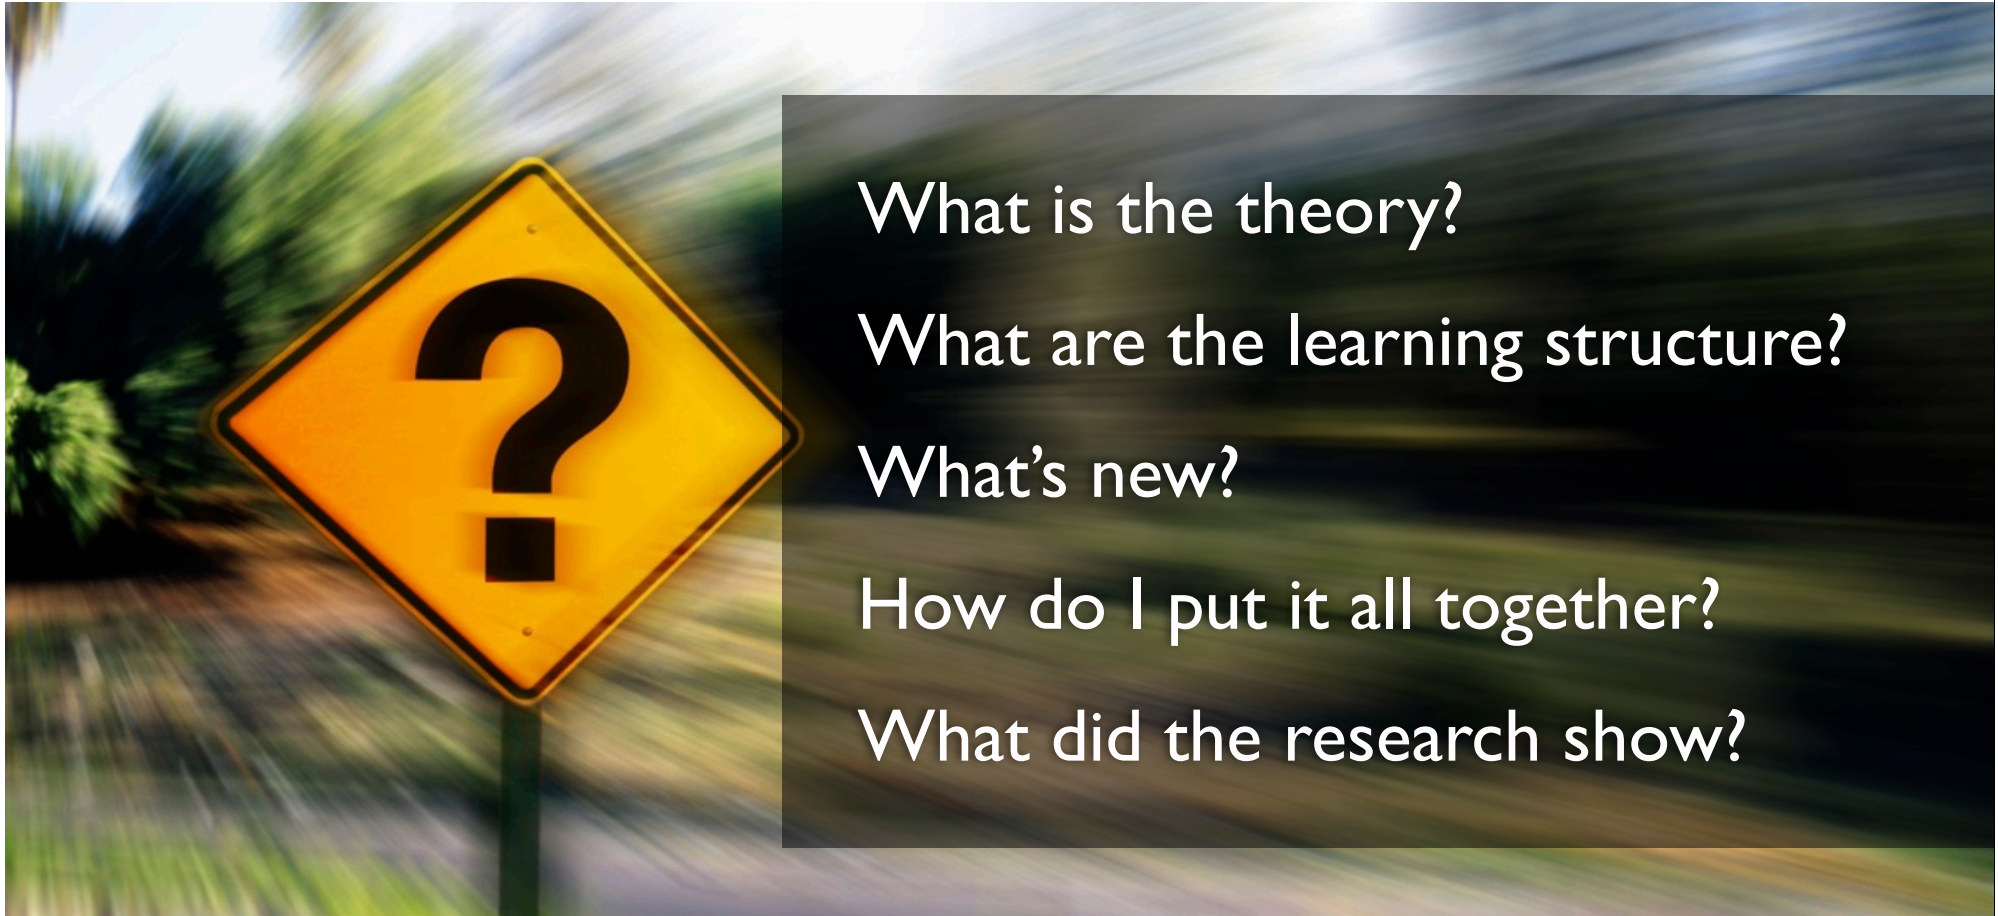 ?
What is the theory?
What are the learning structure?
What's new?
How do I put it all together?
What did the research show?